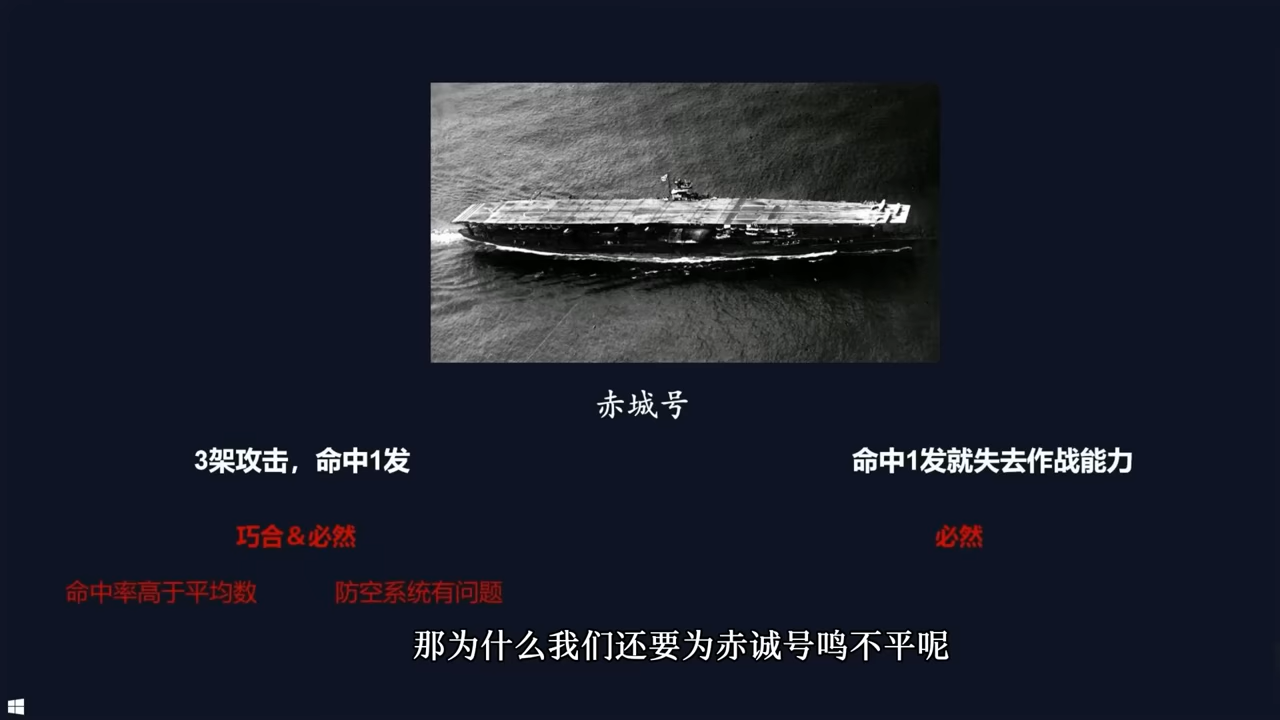 赤城号
3架攻击，命中1发
命中1发就失去作战能力
巧合&必然
必然
命中率高于平均数
防空系统有问题
那为什么我们还要为赤诚号鸣不平呢